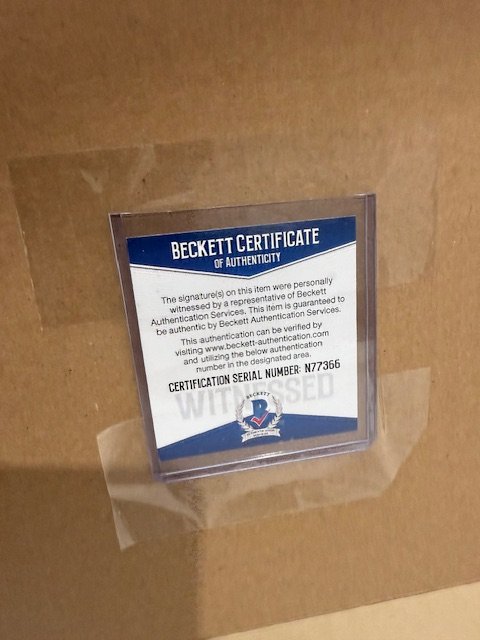 BECKETT CERTIFICATE
OF AUTHENTICITY
The signature(s) on this item were personally
witnessed by a representative of Beckett
Authentication Services. This item is guaranteed to
be authentic by Beckett Authentication Services.
This authentication can be verified by
visiting www.beckett-authentication.com
and utilizing the below authentication
number in the designated area.
CERTIFICATION SERIAL NUMBER: N77366
WITNESSED
BECKETT
B